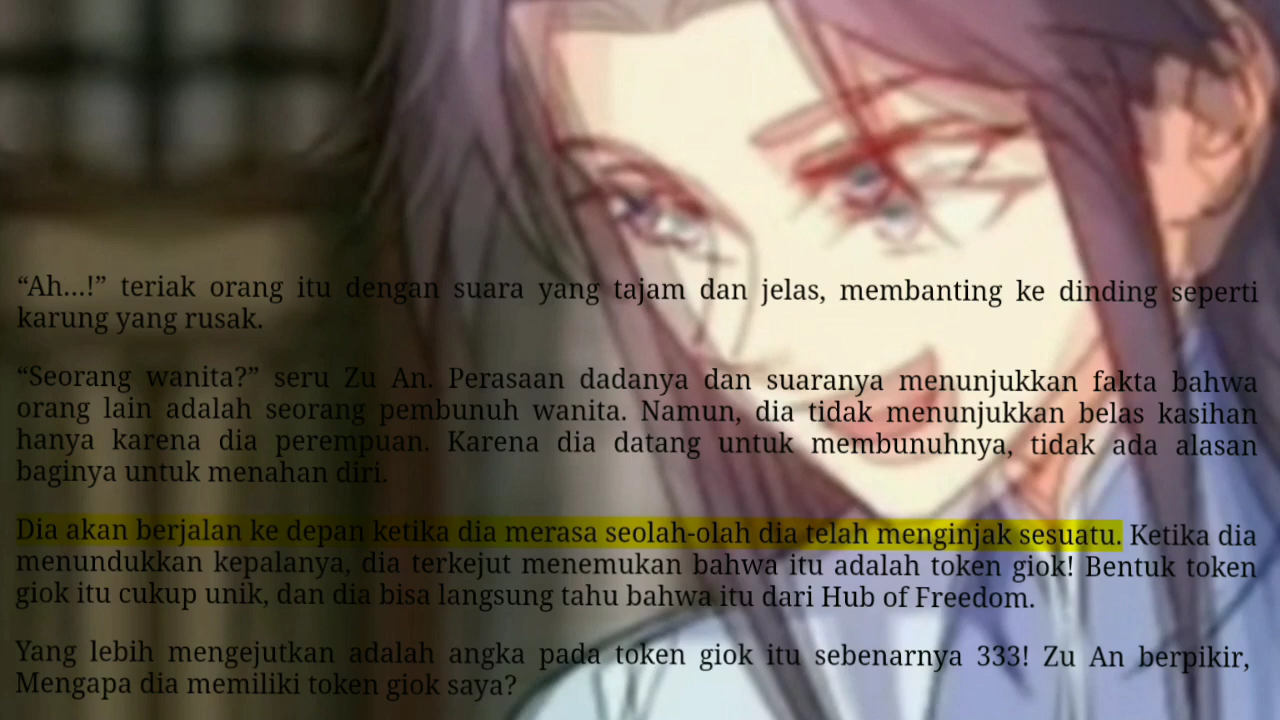 “Ah...!” teriak orang itu dengan suara yang tajam dan jelas, membanting ke dinding seperti
karung yang rusak.
“Seorang wanita?” seru Zu An. Perasaan dadanya dan suaranya menunjukkan fakta bahwa
orang lain adalah seorang pembunuh wanita. Namun, dia tidak menunjukkan belas kasihan
hanya karena dia perempuan. Karena dia datang untuk membunuhnya, tidak ada alasan
baginya untuk menahan diri.
Dia akan berjalan ke depan ketika dia merasa seolah-olah dia telah menginjak sesuatu. Ketika dia
menundukkan kepalanya, dia terkejut menemukan bahwa itu adalah token giok! Bentuk token
giok itu cukup unik, dan dia bisa langsung tahu bahwa itu dari Hub of Freedom.
Yang lebih mengejutkan adalah angka pada token giok itu sebenarnya 333! Zu An berpikir,
Mengapa dia memiliki token giok saya?